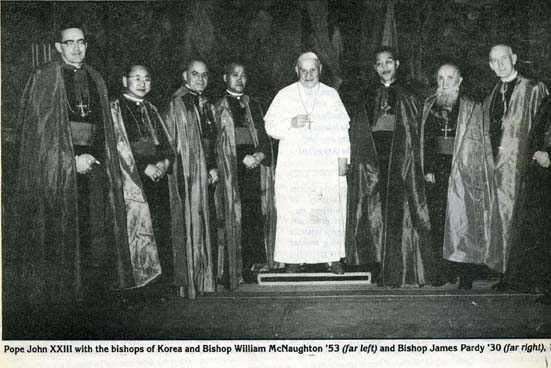 Pope John XXIII with the bishops of Korea and Bishop William McNaughton '53 (far left) and Bishop James Pardy '30 (far right),